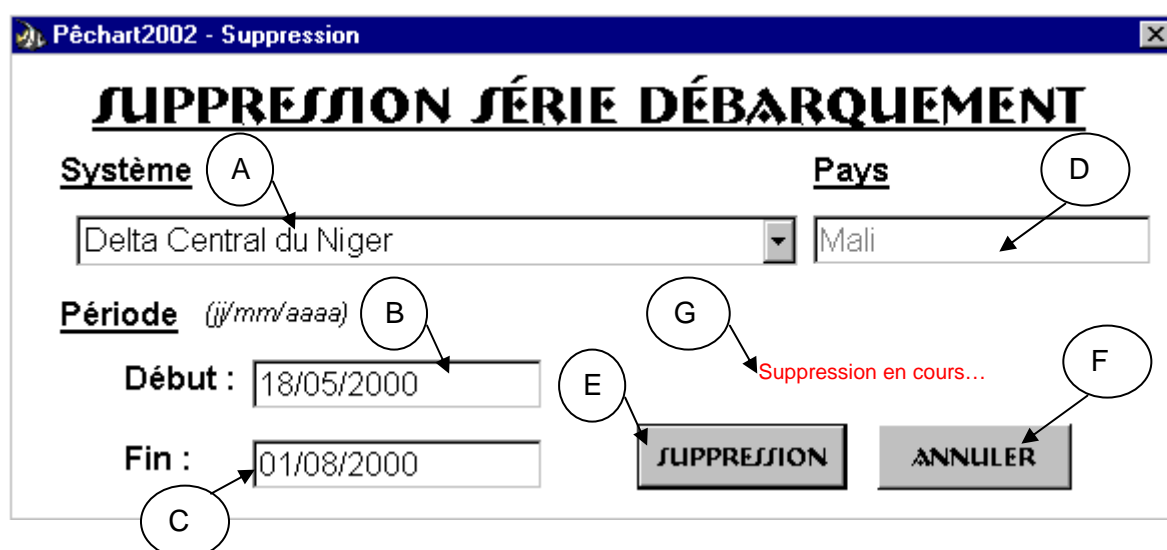 Pêchart2002 - Suppression
SUPPRESSION SÉRIE DÉBARQUEMENT
Système A Pays D
Delta Central du Niger Mali
Période (jj/mm/aaaa) B G
Début : 18/05/2000 E Suppression en cours… F
Fin : 01/08/2000 SUPPRESSION ANNULER
C